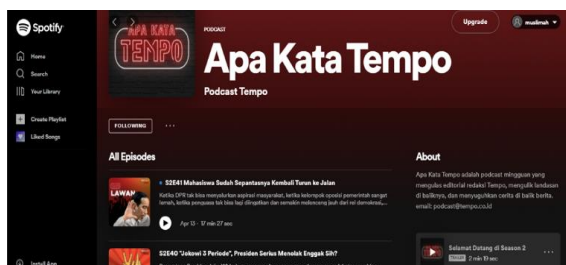 Spotify
Home
Search
Your Library
Create Playlist
Liked Songs
Install App
APA KATA
TEMPO
PODCAST
Apa Kata Tempo
Podcast Tempo
Upgrade
muslimah
FOLLOWING
All Episodes
LAWAN
S2E41 Mahasiswa Sudah Sepantasnya Kembali Turun ke Jalan
Ketika DPR tak bisa menyalurkan aspirasi masyarakat, ketika kelompok oposisi pemerintah sangat
lemah, ketika penguasa tak bisa lagi diingatkan dan semakin melenceng jauh dari rel demokrasi,...
Apr 13 · 17 min 27 sec
S2E40 "Jokowi 3 Periode", Presiden Serius Menolak Enggak Sih?
About
Apa Kata Tempo adalah podcast mingguan yang
mengulas editorial redaksi Tempo, mengulik landasan
di baliknya, dan menyuguhkan cerita di balik berita.
email: podcast@tempo.co.id
Selamat Datang di Season 2
TRAILER 2 min 19 sec